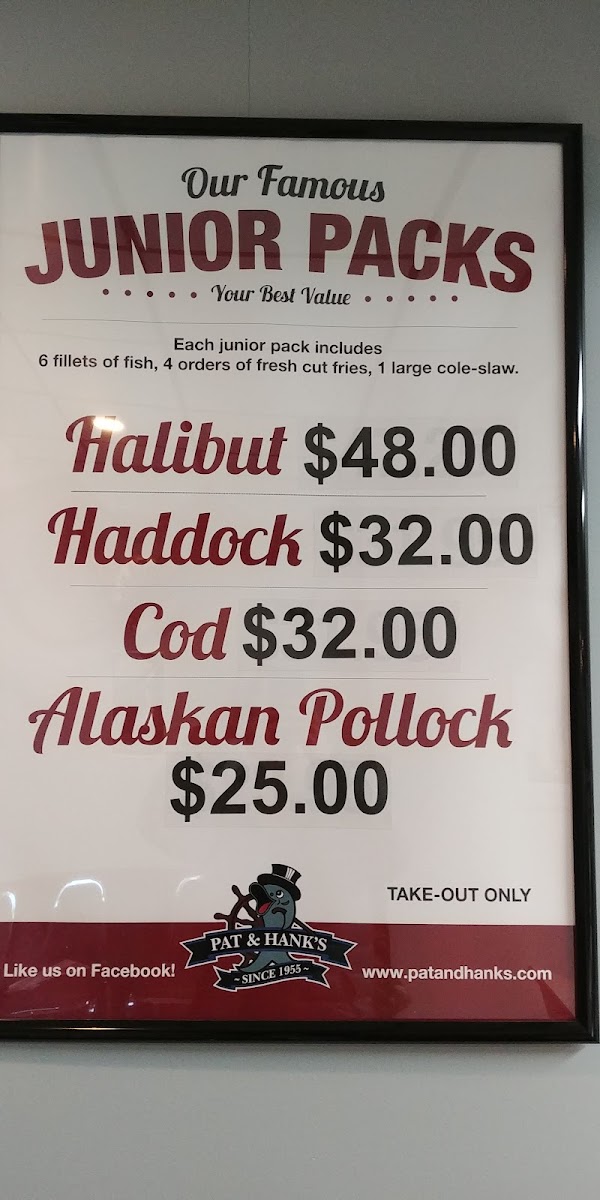 Our Famous
JUNIOR PACKS
Your Best Value
Each junior pack includes
6 fillets of fish, 4 orders of fresh cut fries, 1 large cole-slaw.
Halibut $48.00
Haddock $32.00
Cod $32.00
Alaskan Pollock
$25.00
TAKE-OUT ONLY
PAT & HANK'S
~ SINCE 1955 ~
Like us on Facebook!
www.patandhanks.com